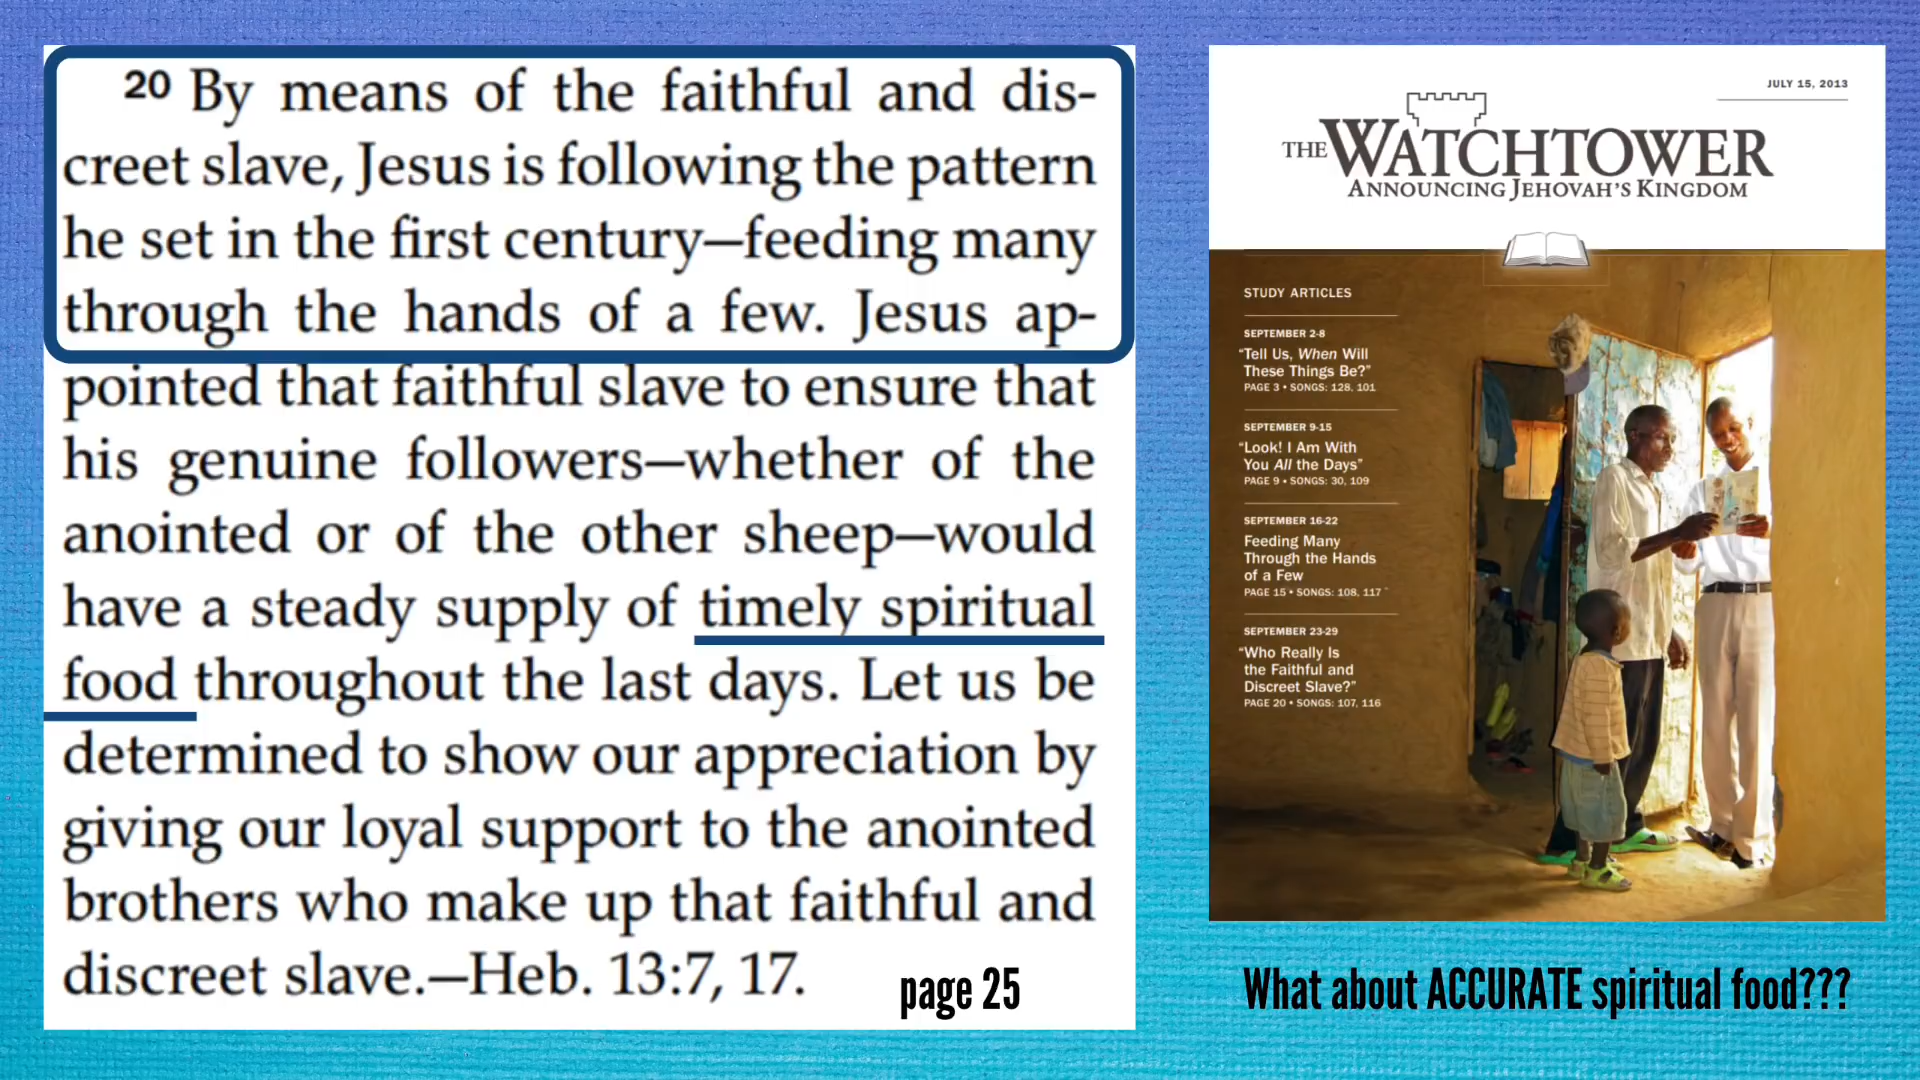 20 By means of the faithful and dis-
creet slave, Jesus is following the pattern
he set in the first century—feeding many
through the hands of a few. Jesus ap-
pointed that faithful slave to ensure that
his genuine followers—whether of the
anointed or of the other sheep—would
have a steady supply of timely spiritual
food throughout the last days. Let us be
determined to show our appreciation by
giving our loyal support to the anointed
brothers who make up that faithful and
discreet slave.—Heb. 13:7, 17.
page 25
JULY 15, 2013
THE WATCHTOWER
ANNOUNCING JEHOVAH'S KINGDOM
STUDY ARTICLES
SEPTEMBER 2-8
“Tell Us, When Will
These Things Be?”
PAGE 3 • SONGS: 128, 101
SEPTEMBER 9-15
“Look! I Am With
You All the Days”
PAGE 9 • SONGS: 30, 109
SEPTEMBER 16-22
Feeding Many
Through the Hands
of a Few
PAGE 15 • SONGS: 108, 117
SEPTEMBER 23-29
“Who Really Is
the Faithful and
Discreet Slave?”
PAGE 20 • SONGS: 107, 116
What about ACCURATE spiritual food???